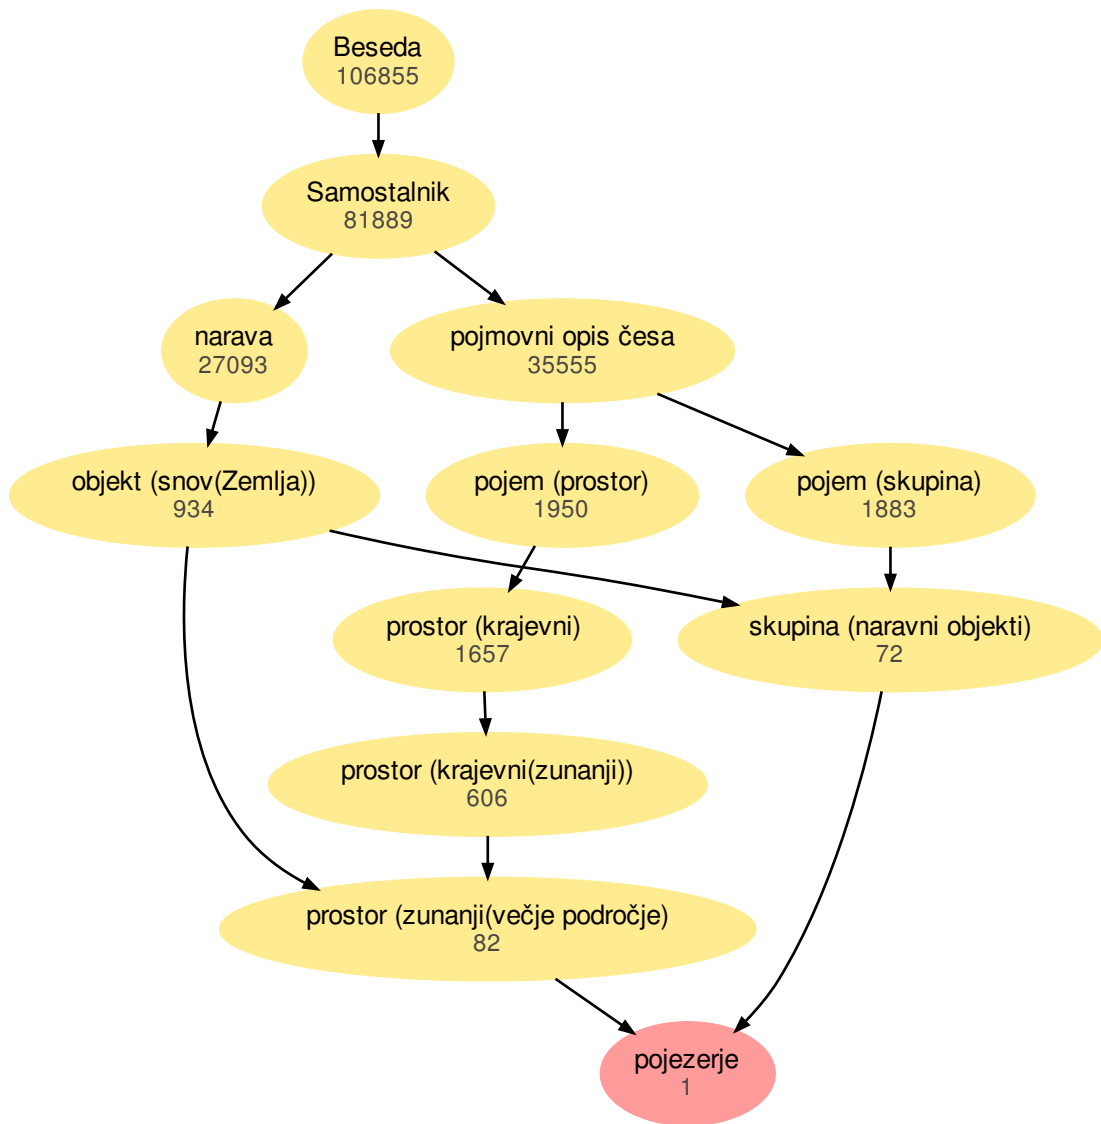 Beseda
106855
Samostalnik
81889
narava
27093
pojmovni opis česa
35555
objekt (snov(Zemlja))
934
pojem (prostor)
1950
pojem (skupina)
1883
prostor (krajevni)
1657
skupina (naravni objekti)
72
prostor (krajevni(zunanji))
606
prostor (zunanji(večje področje)
82
pojezerje
1